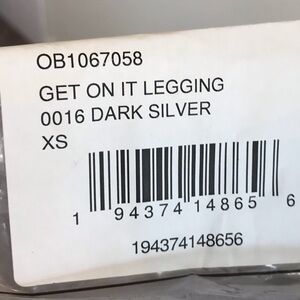 OB1067058
GET ON IT LEGGING
0016 DARK SILVER
XS
1 94374 14865 6
194374148656